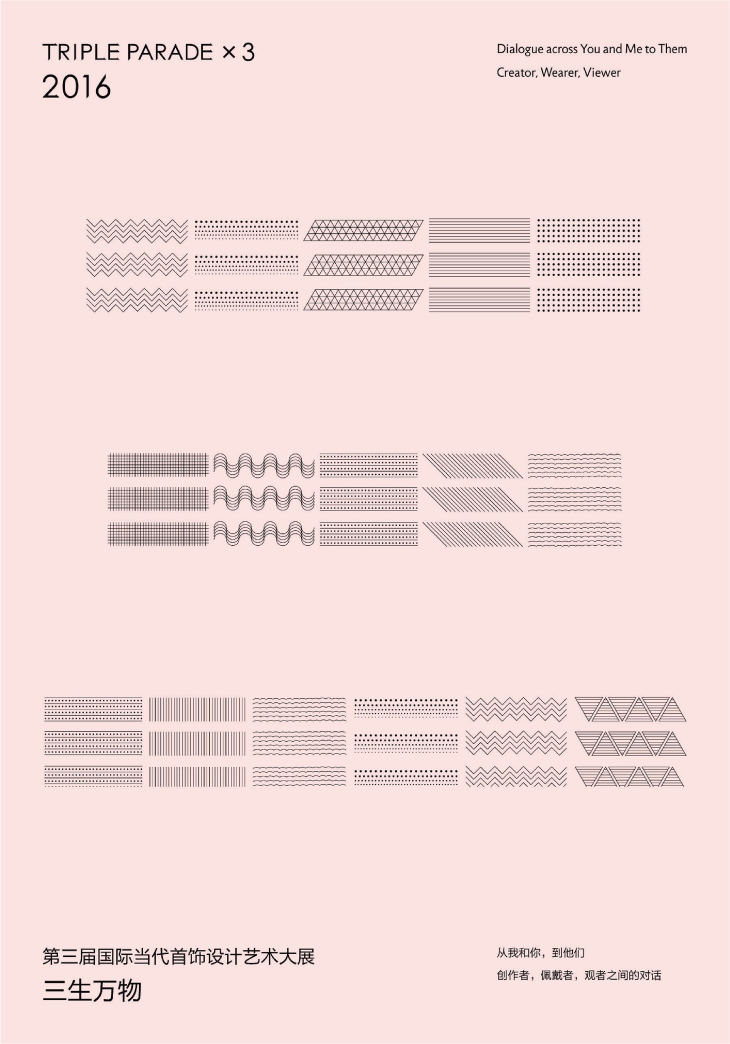 TRIPLE PARADE × 3
2016
Dialogue across You and Me to Them
Creator, Wearer, Viewer
第三届国际当代首饰设计艺术大展
三生万物
从我和你，到他们
创作者，佩戴者，观者之间的对话